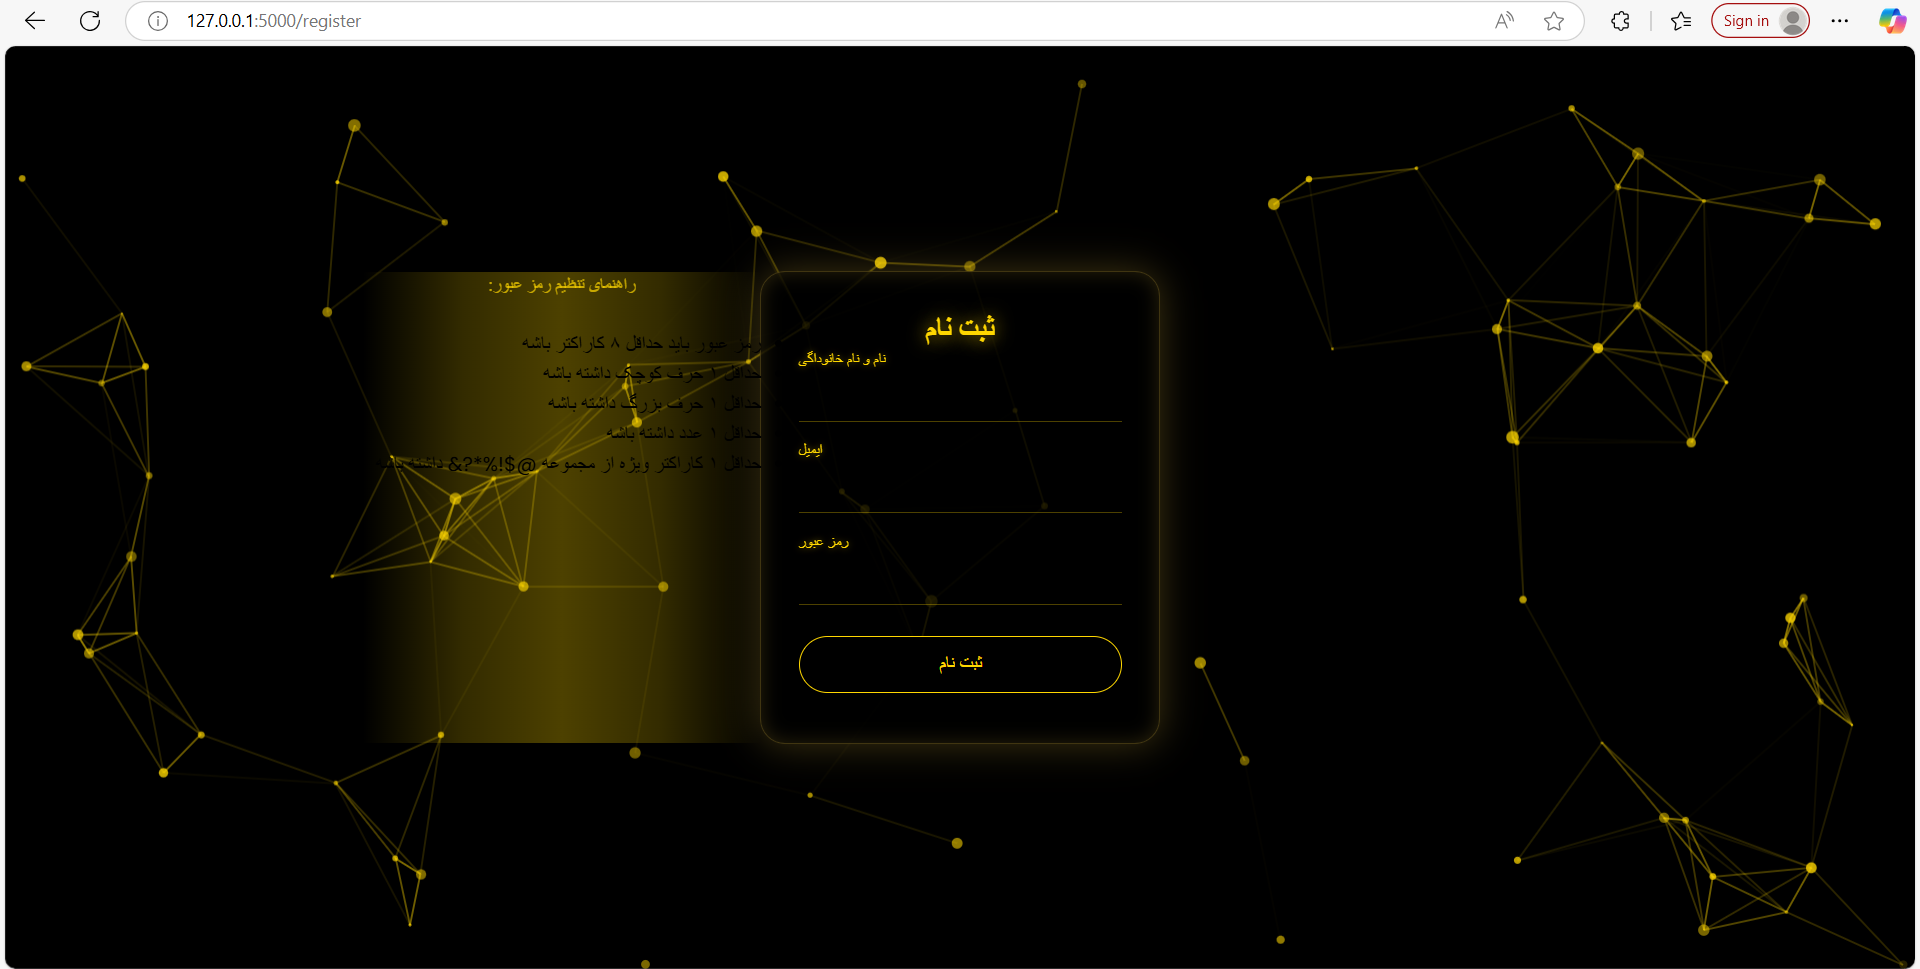 127.0.0.1:5000/register
Sign in
راهنمای تنظیم رمز عبور:
رمز عبور باید حداقل ۸ کاراکتر باشه
حداقل ۱ حرف کوچک داشته باشه
حداقل ۱ حرف بزرگ داشته باشه
حداقل ۱ عدد داشته باشه
حداقل ۱ کاراکتر ویژه از مجموعه @$!%*?& داشته باشه
ثبت نام
نام و نام خانوداگی
ایمیل
رمز عبور
ثبت نام